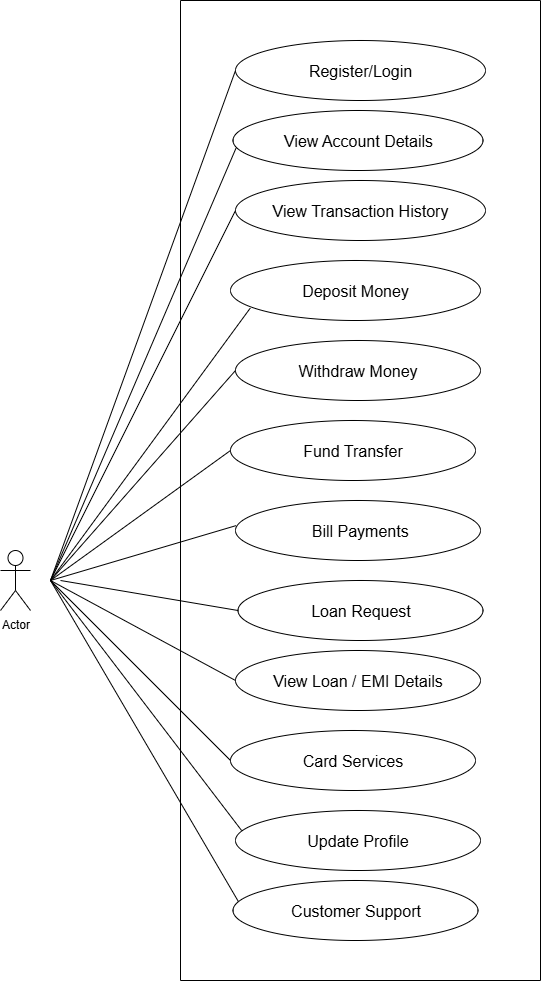 Register/Login
View Account Details
View Transaction History
Deposit Money
Withdraw Money
Fund Transfer
Bill Payments
Actor
Loan Request
View Loan / EMI Details
Card Services
Update Profile
Customer Support